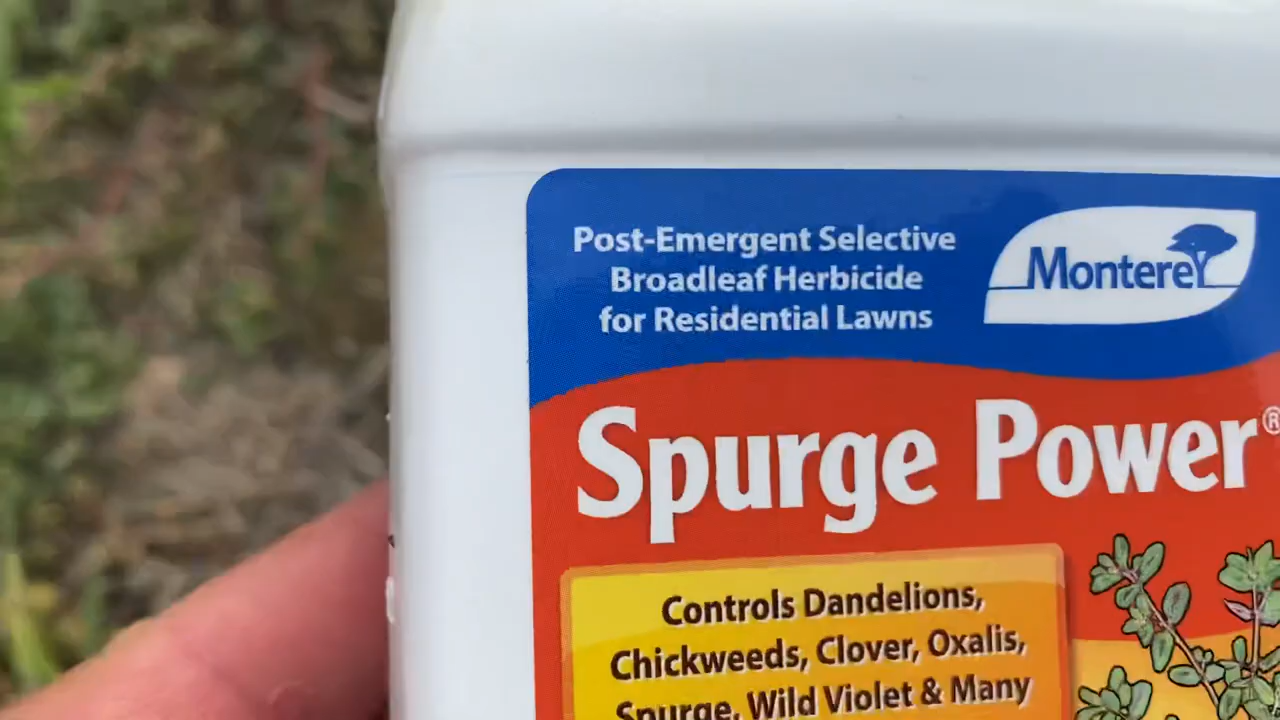 Post-Emergent Selective
Broadleaf Herbicide
for Residential Lawns
Monterey
Spurge Power®
Controls Dandelions,
Chickweeds, Clover, Oxalis,
Spurge, Wild Violet & Many